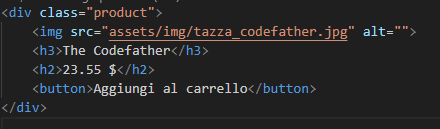 <div class="product">
<img src="assets/img/tazza_codefather.jpg" alt="">
<h3>The Codefather</h3>
<h2>23.55 $</h2>
<button>Aggiungi al carrello</button>
</div>